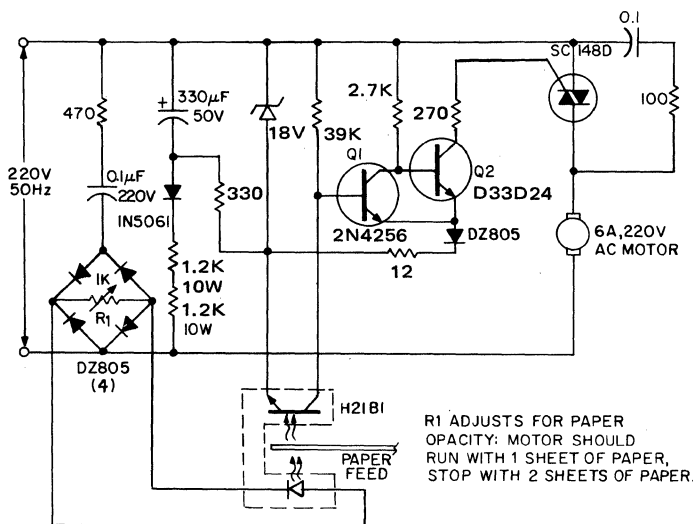 0.1
SC 148D
330µF
50V
470
18V
39K
2.7K
270
100
220V
50Hz
0.1µF
220V
IN5061
330
Q1
Q2
D33D24
2N4256
DZ805
6A, 220V
AC MOTOR
12
1K
R1
1.2K
10W
1.2K
10W
DZ805
(4)
H21B1
PAPER
FEED
R1 ADJUSTS FOR PAPER
OPACITY: MOTOR SHOULD
RUN WITH 1 SHEET OF PAPER,
STOP WITH 2 SHEETS OF PAPER.